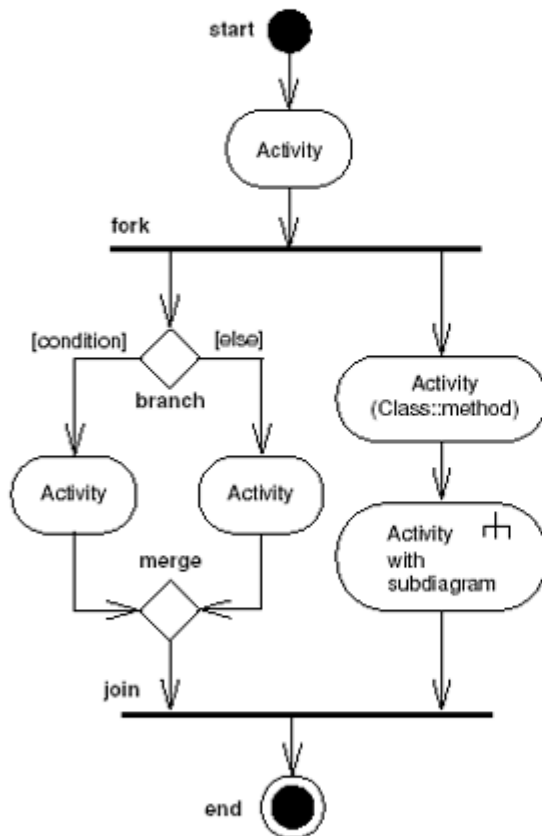 start
Activity
fork
[condition]
[else]
branch
Activity
(Class::method)
Activity
Activity
merge
Activity
with
subdiagram
join
end